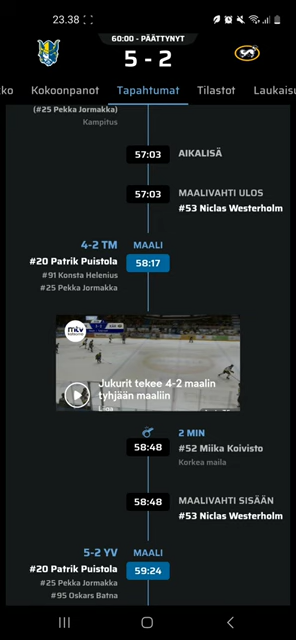 23.38
60:00 - PÄÄTTYNYT
5 - 2
kko Kokoonpanot Tapahtumat Tilastot Laukaisu
(#25 Pekka Jormakka)
Kampitus
57:03 AIKALISÄ
57:03 MAALIVAHTI ULOS
#53 Niclas Westerholm
4-2 TM MAALI
#20 Patrik Puistola 58:17
#91 Konsta Helenius
#25 Pekka Jormakka
mtv
katsomo
Jukurit tekee 4-2 maalin
tyhjään maaliin
Liiga
2 MIN
58:48 #52 Miika Koivisto
Korkea maila
58:48 MAALIVAHTI SISÄÄN
#53 Niclas Westerholm
5-2 YV MAALI
#20 Patrik Puistola 59:24
#25 Pekka Jormakka
#95 Oskars Batna